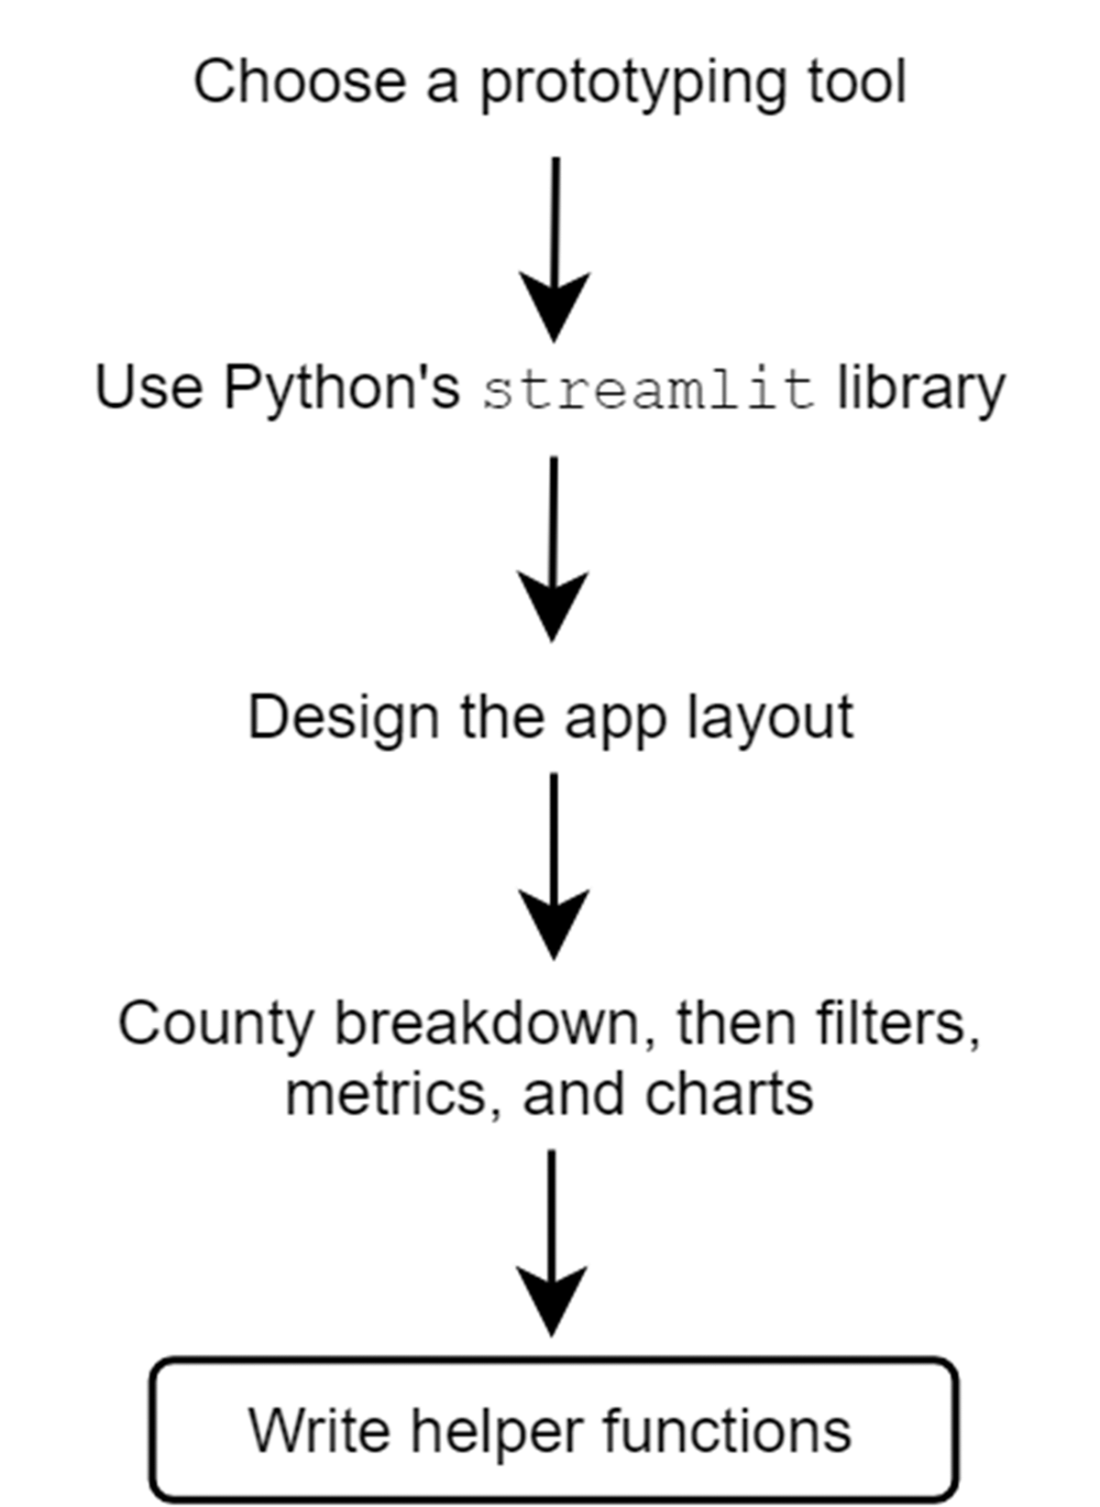 Choose a prototyping tool
Use Python's streamlit library
Design the app layout
County breakdown, then filters,
metrics, and charts
Write helper functions